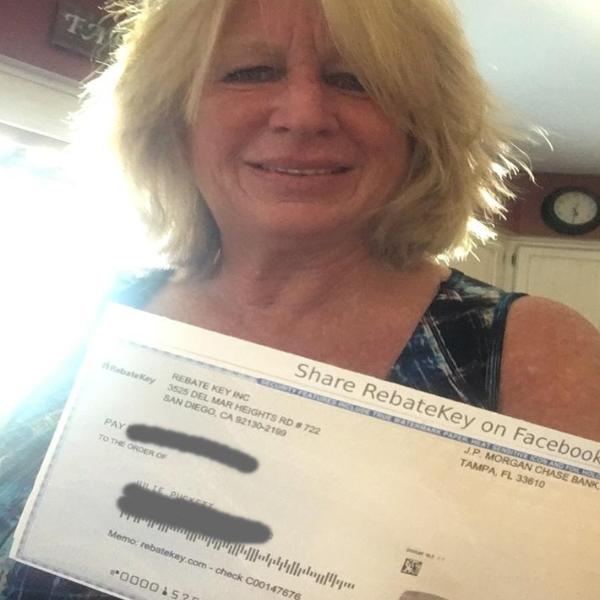 Share RebateKey on Facebook
SECURITY FEATURES INCLUDE TRUE WATERMARK PAPER, HEAT SENSITIVE ICON AND FOIL HOLO
RebateKey
REBATE KEY INC
3525 DEL MAR HEIGHTS RD # 722
SAN DIEGO, CA 92130-2199
J.P. MORGAN CHASE BANK
TAMPA, FL 33610
PAY
TO THE ORDER OF
Memo: rebatekey.com - check C00147676